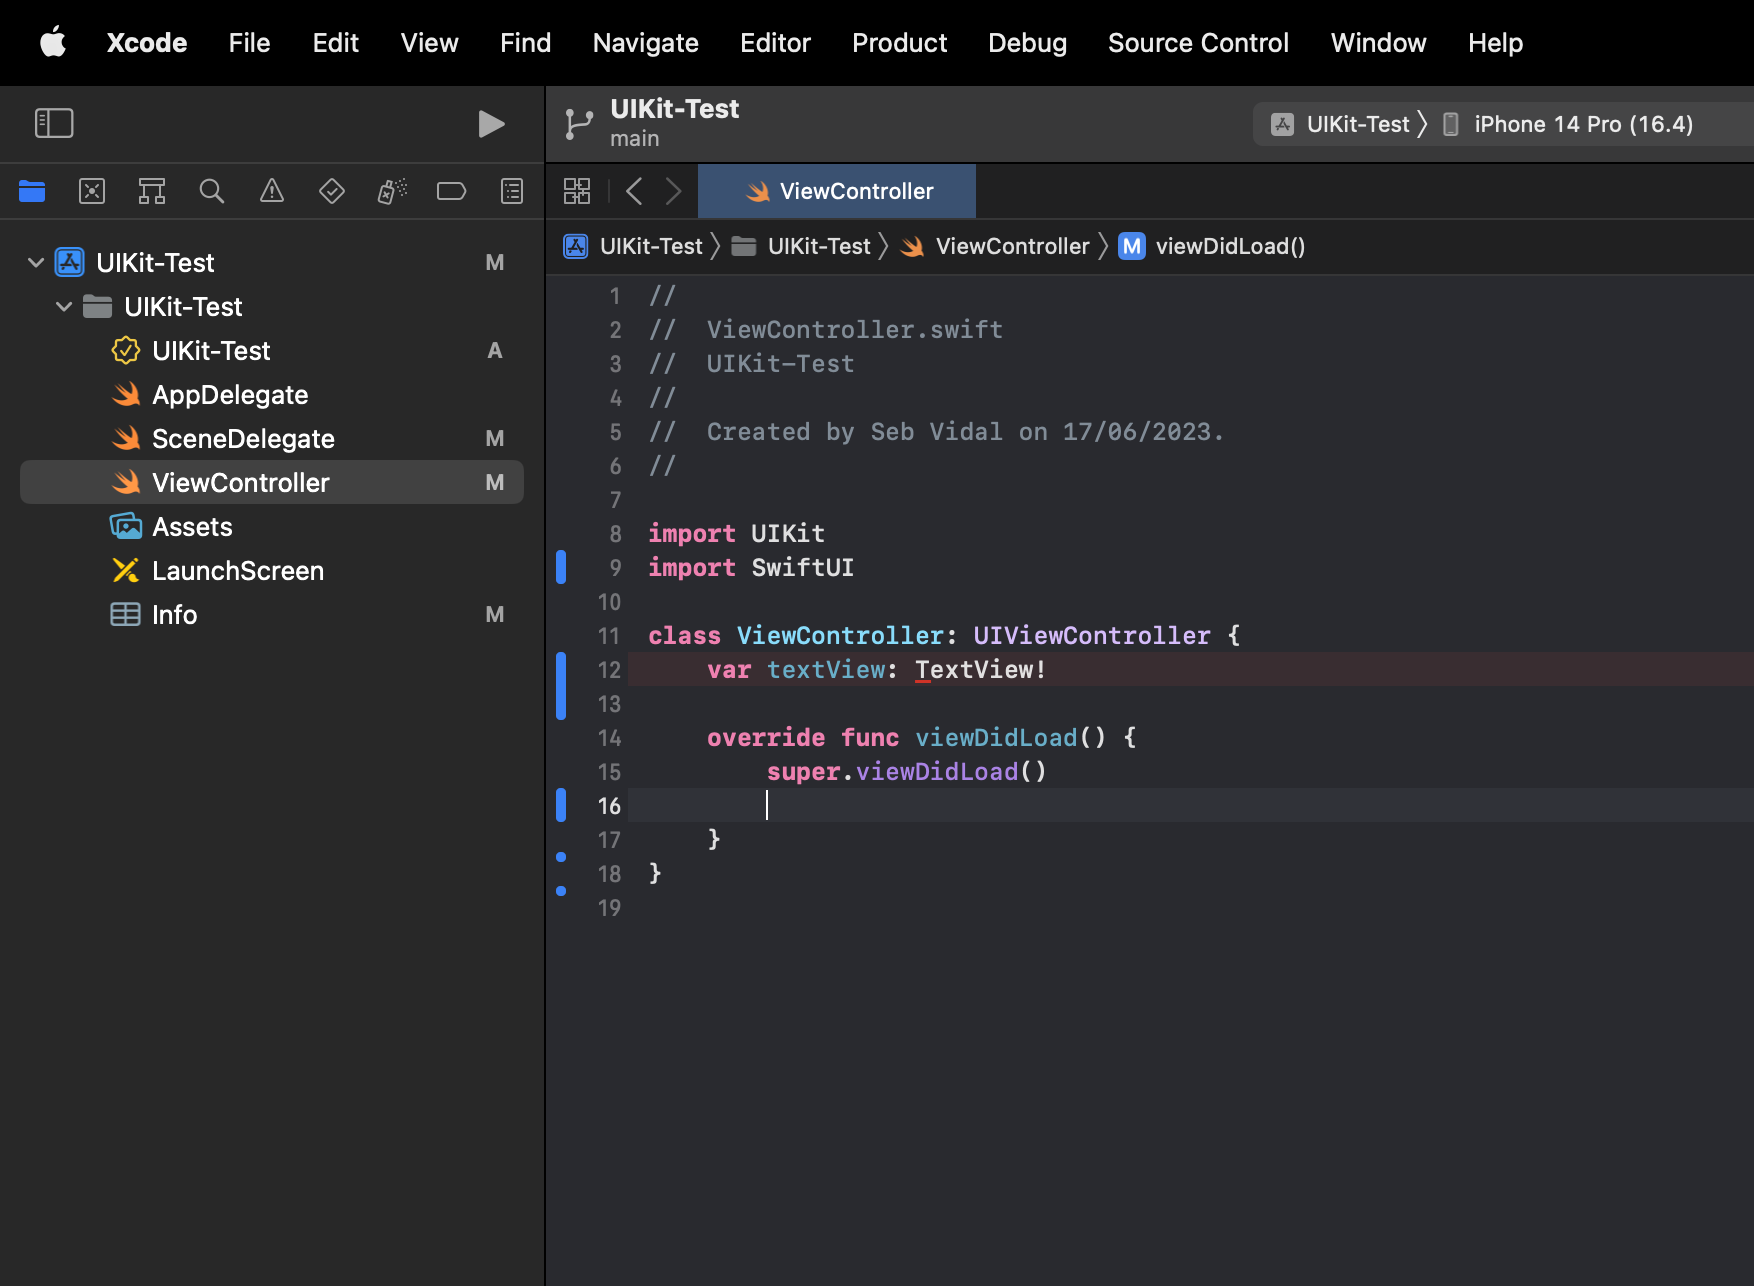 Xcode File Edit View Find Navigate Editor Product Debug Source Control Window Help
UIKit-Test
main
UIKit-Test 〉 iPhone 14 Pro (16.4)
ViewController
UIKit-Test 〉 UIKit-Test 〉 ViewController 〉 M viewDidLoad()
UIKit-Test M
UIKit-Test
UIKit-Test A
AppDelegate
SceneDelegate M
ViewController M
Assets
LaunchScreen
Info M
1 //
2 //  ViewController.swift
3 //  UIKit-Test
4 //
5 //  Created by Seb Vidal on 17/06/2023.
6 //
7
8 import UIKit
9 import SwiftUI
10
11 class ViewController: UIViewController {
12     var textView: TextView!
13
14     override func viewDidLoad() {
15         super.viewDidLoad()
16
17     }
18 }
19